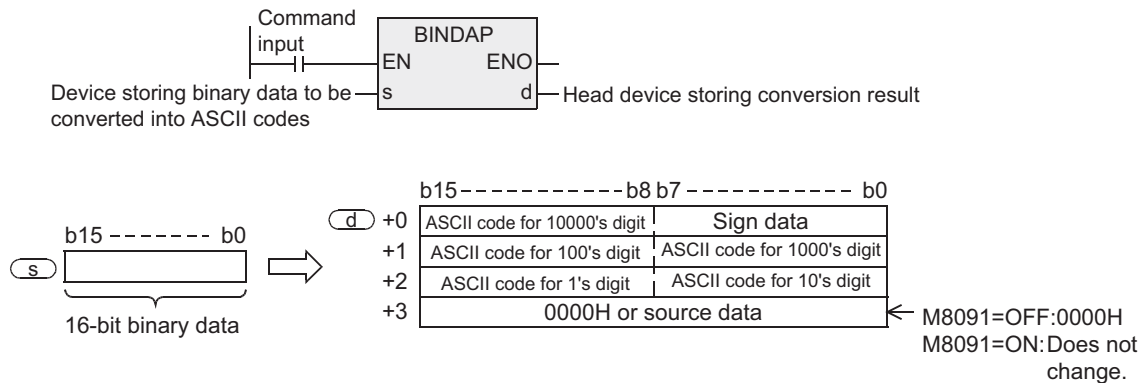 Command
input
BINDAP
EN ENO
Device storing binary data to be
converted into ASCII codes
s d
Head device storing conversion result
b15 b8 b7 b0
d +0 ASCII code for 10000's digit Sign data
+1 ASCII code for 100's digit ASCII code for 1000's digit
+2 ASCII code for 1's digit ASCII code for 10's digit
+3 0000H or source data
b15 b0
s
16-bit binary data
M8091=OFF:0000H
M8091=ON:Does not
change.